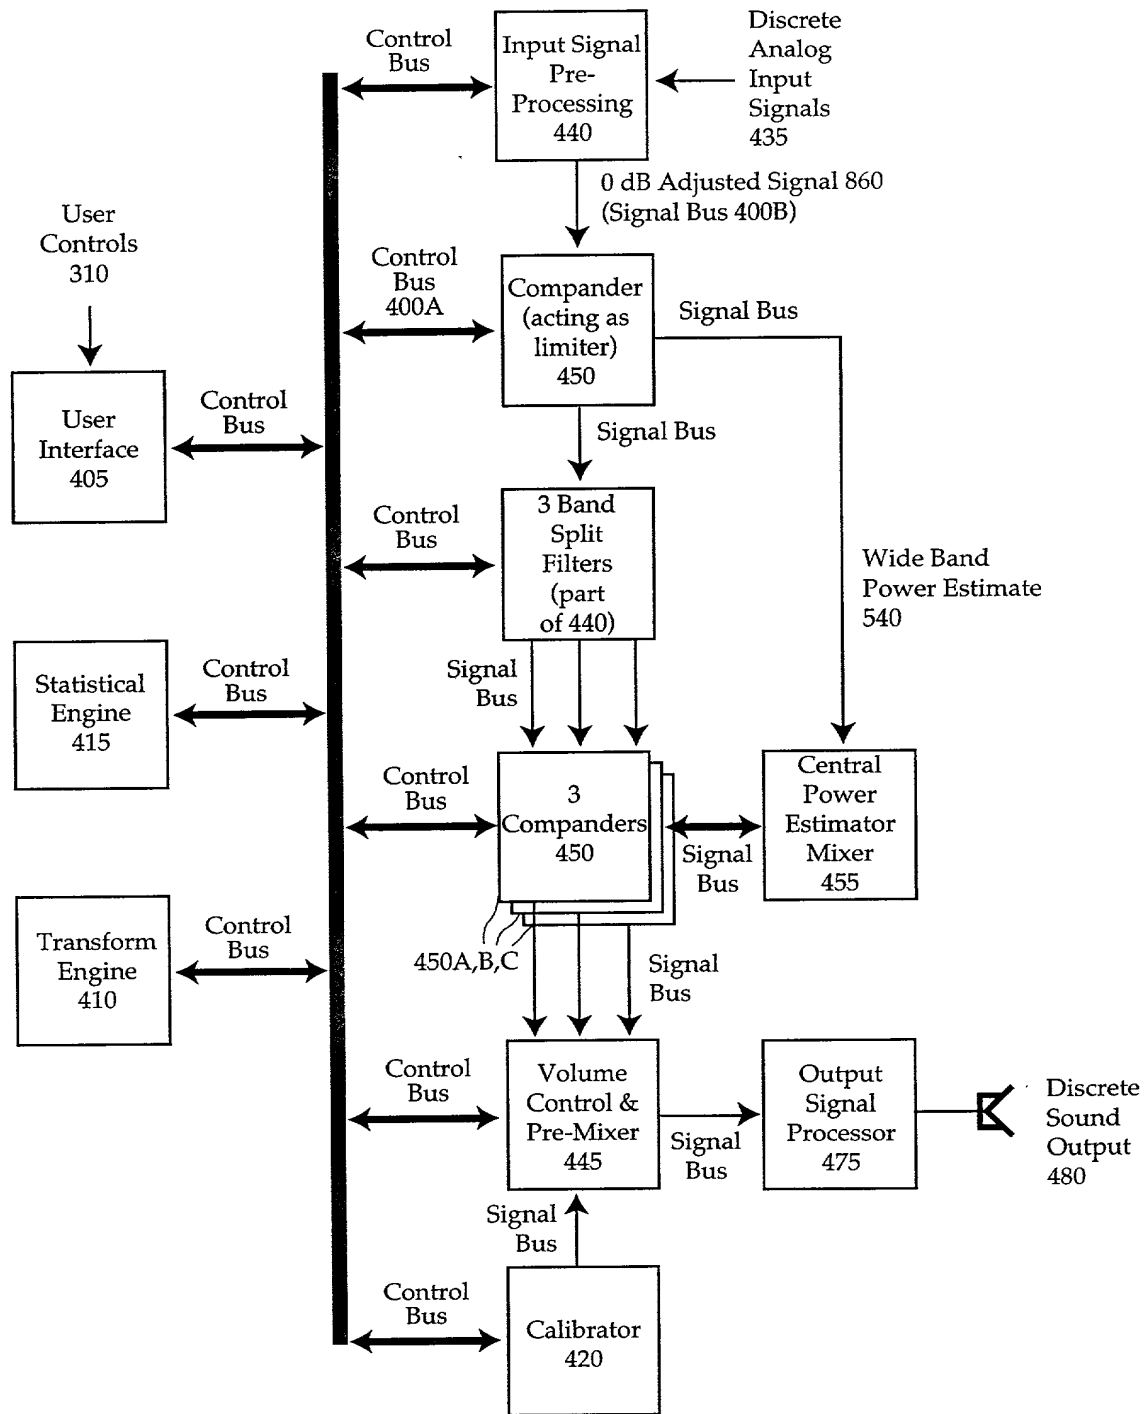 Control
Bus
Input Signal
Pre-
Processing
440
Discrete
Analog
Input
Signals
435
0 dB Adjusted Signal 860
(Signal Bus 400B)
User
Controls
310
Control
Bus
400A
Compander
(acting as
limiter)
450
Signal Bus
User
Interface
405
Control
Bus
Signal Bus
Control
Bus
3 Band
Split
Filters
(part
of 440)
Wide Band
Power Estimate
540
Signal
Bus
Statistical
Engine
415
Control
Bus
Control
Bus
3
Companders
450
Signal
Bus
Central
Power
Estimator
Mixer
455
Transform
Engine
410
Control
Bus
450A,B,C
Signal
Bus
Control
Bus
Volume
Control &
Pre-Mixer
445
Signal
Bus
Output
Signal
Processor
475
Discrete
Sound
Output
480
Signal
Bus
Control
Bus
Calibrator
420